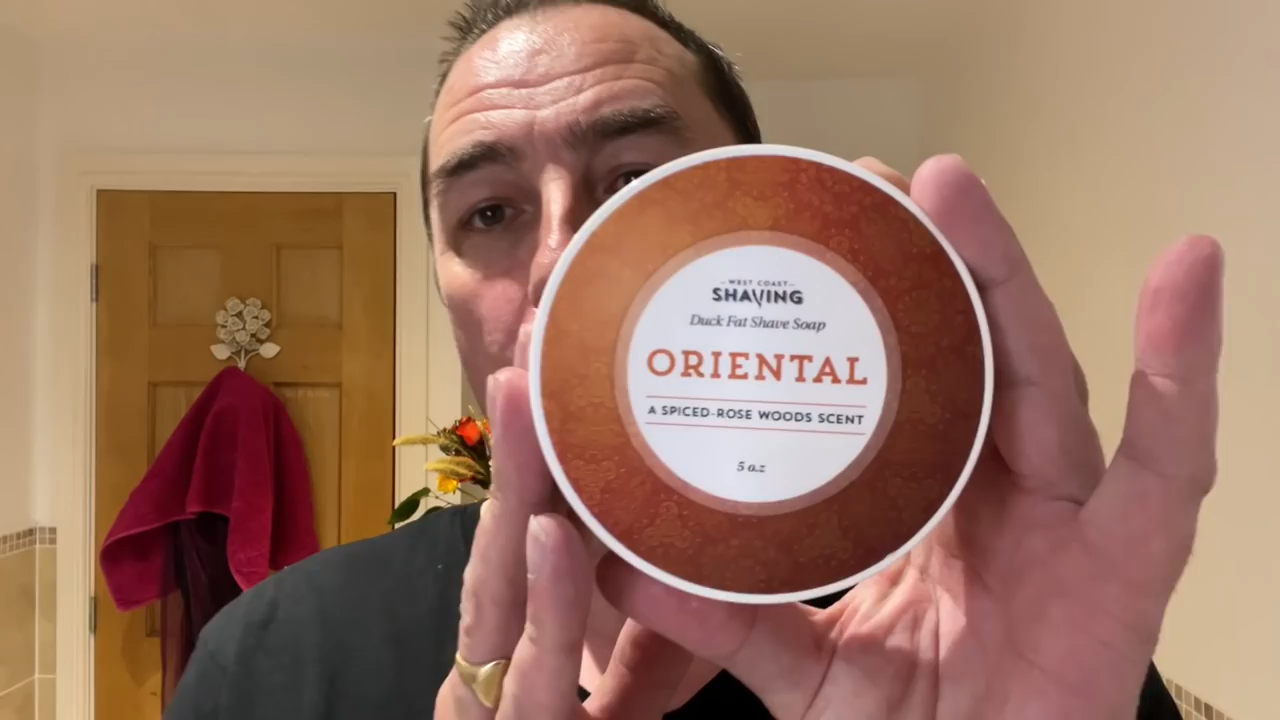 WEST COAST
SHAVING
Duck Fat Shave Soap
ORIENTAL
A SPICED-ROSE WOODS SCENT
5 oz